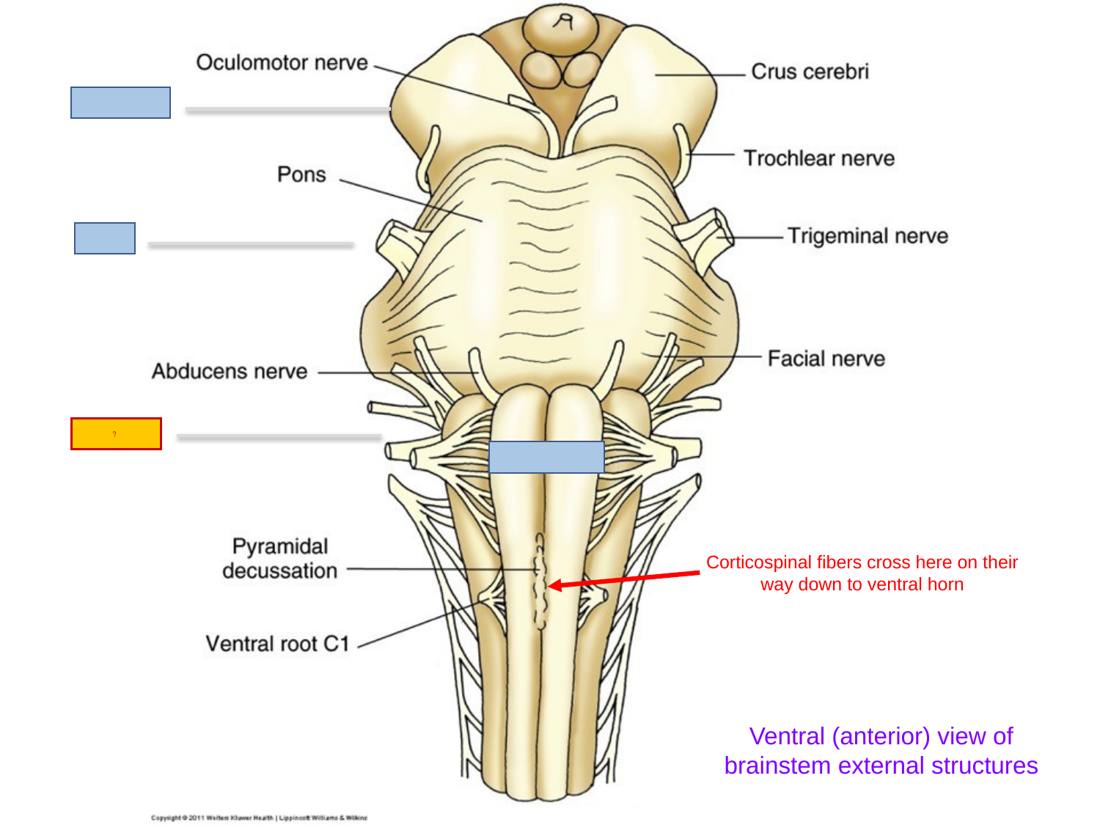 Oculomotor nerve
Crus cerebri
Trochlear nerve
Pons
Trigeminal nerve
Facial nerve
Abducens nerve
?
Pyramidal
decussation
Corticospinal fibers cross here on their
way down to ventral horn
Ventral root C1
Ventral (anterior) view of
brainstem external structures
Copyright © 2011 Wolters Kluwer Health | Lippincott Williams & Wilkins